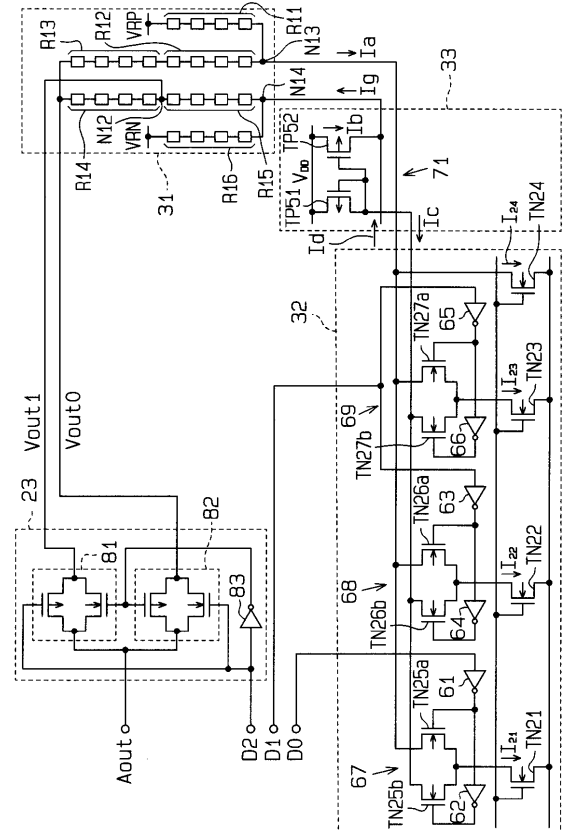 R13
R12
R11
VRP
N13
Ia
N14
Ig
N12
VRN
R14
R16
R15
31
33
TP52
Ib
VDD
TP51
71
Id
Ic
Vout1
Vout0
23
81
82
83
Aout
D2
D1
D0
32
I24
TN24
TN27a
65
69
TN27b
66
I23
TN23
63
TN26a
68
TN26b
64
I22
TN22
61
TN25a
67
TN25b
62
I21
TN21